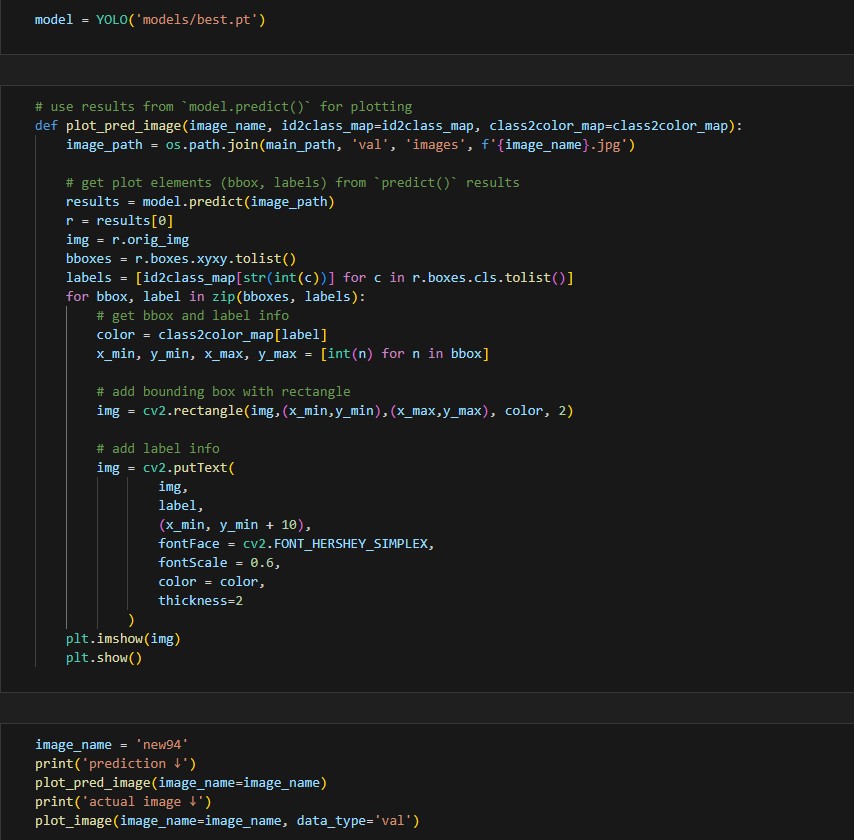 model = YOLO('models/best.pt')
# use results from `model.predict()` for plotting
def plot_pred_image(image_name, id2class_map=id2class_map, class2color_map=class2color_map):
    image_path = os.path.join(main_path, 'val', 'images', f'{image_name}.jpg')
    # get plot elements (bbox, labels) from `predict()` results
    results = model.predict(image_path)
    r = results[0]
    img = r.orig_img
    bboxes = r.boxes.xyxy.tolist()
    labels = [id2class_map[str(int(c))] for c in r.boxes.cls.tolist()]
    for bbox, label in zip(bboxes, labels):
        # get bbox and label info
        color = class2color_map[label]
        x_min, y_min, x_max, y_max = [int(n) for n in bbox]
        # add bounding box with rectangle
        img = cv2.rectangle(img,(x_min,y_min),(x_max,y_max), color, 2)
        # add label info
        img = cv2.putText(
                img,
                label,
                (x_min, y_min + 10),
                fontFace = cv2.FONT_HERSHEY_SIMPLEX,
                fontScale = 0.6,
                color = color,
                thickness=2
            )
    plt.imshow(img)
    plt.show()
image_name = 'new94'
print('prediction ↓')
plot_pred_image(image_name=image_name)
print('actual image ↓')
plot_image(image_name=image_name, data_type='val')